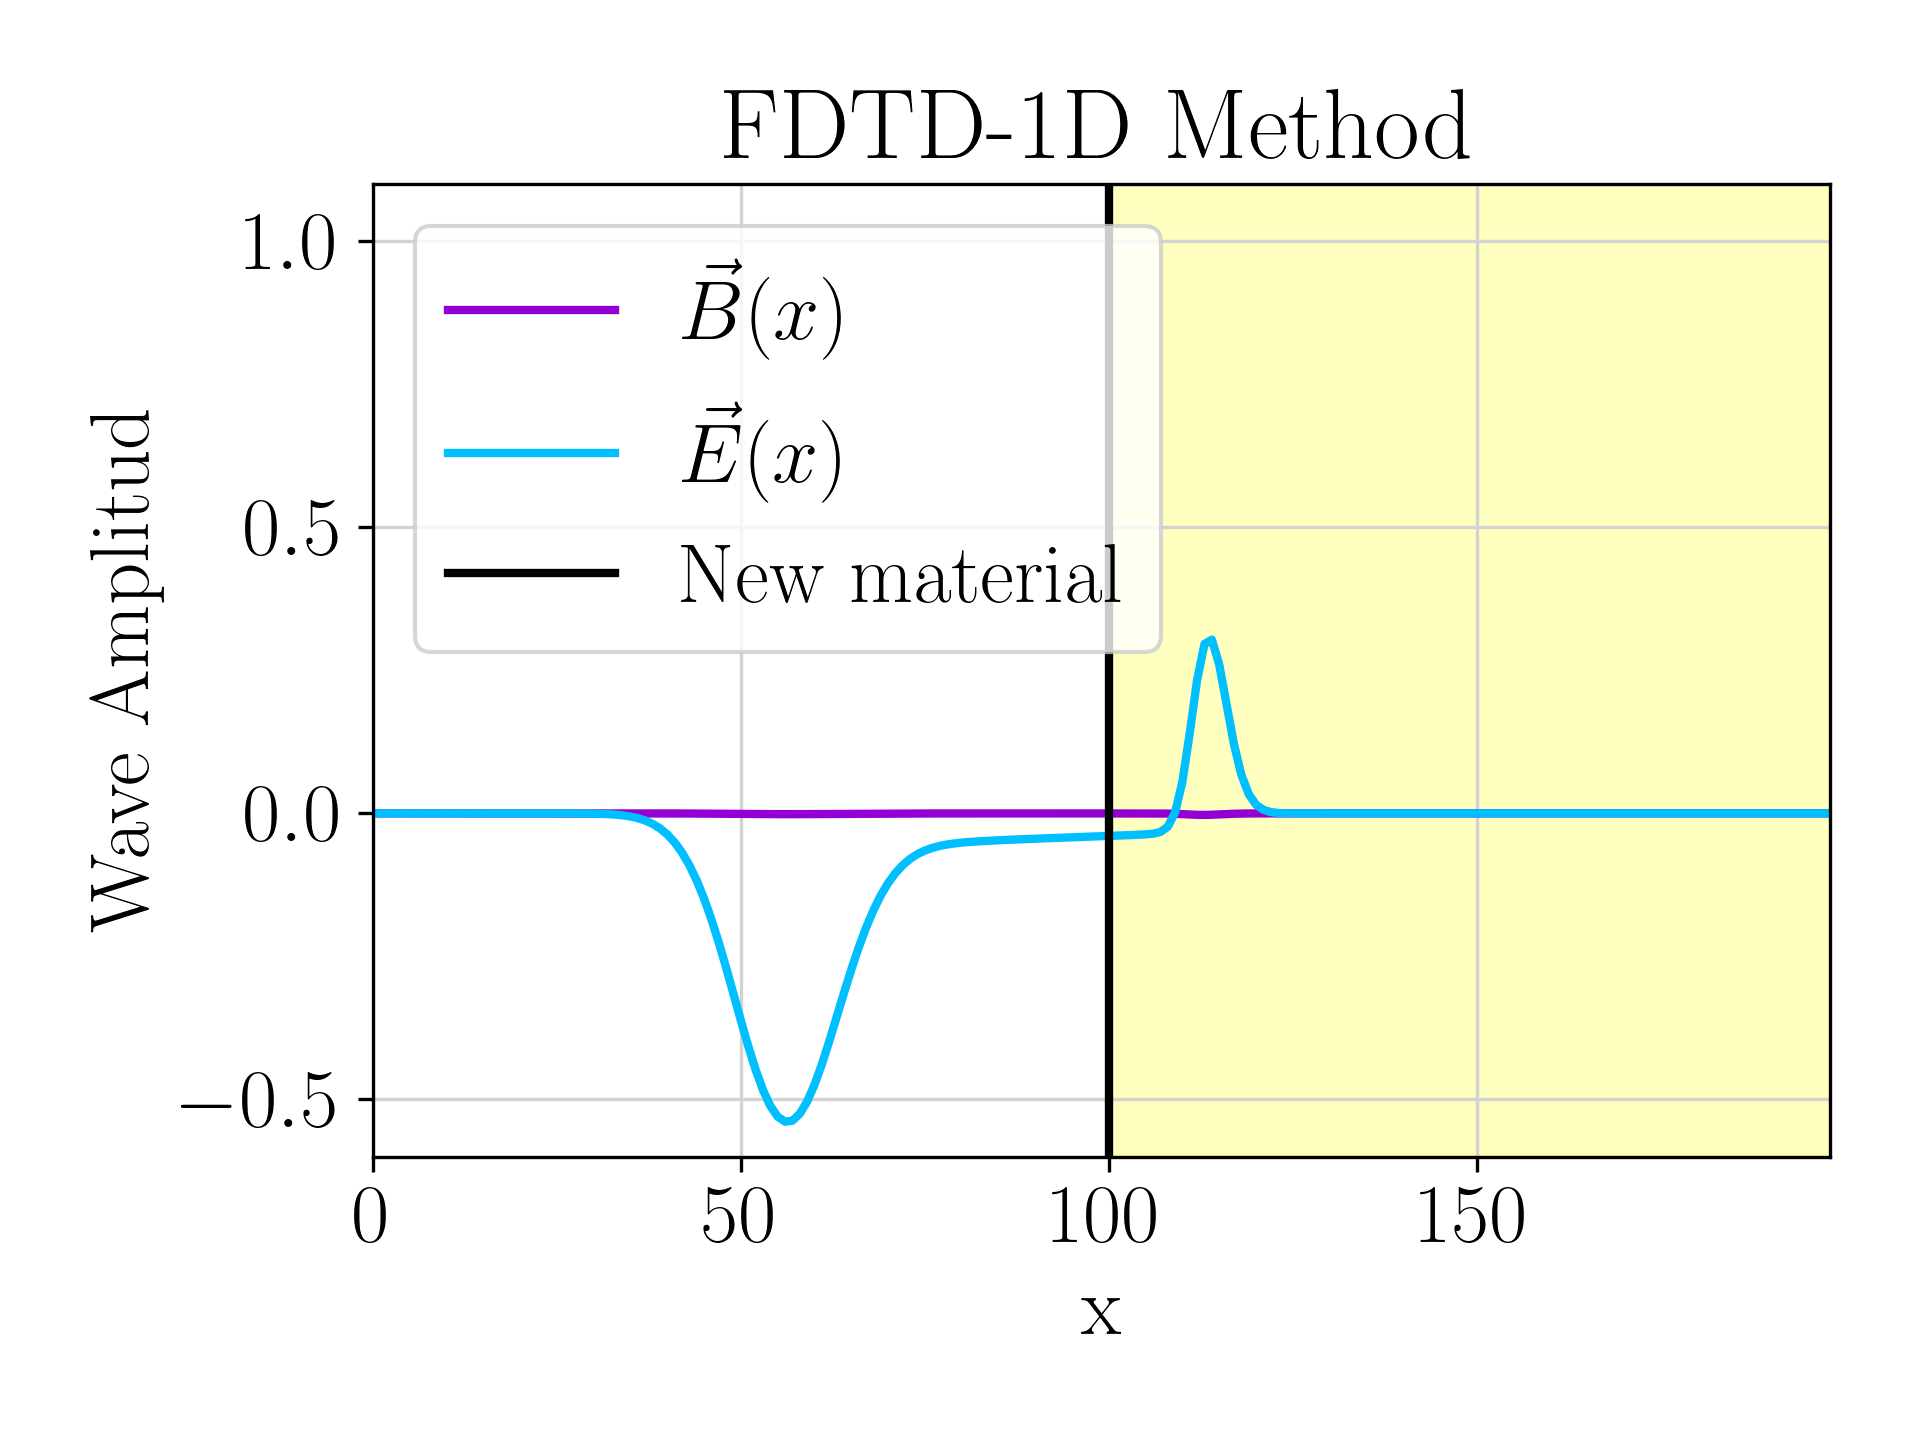 FDTD-1D Method
1.0
0.5
0.0
−0.5
Wave Amplitud
B⃗(x)
E⃗(x)
New material
0 50 100 150
x